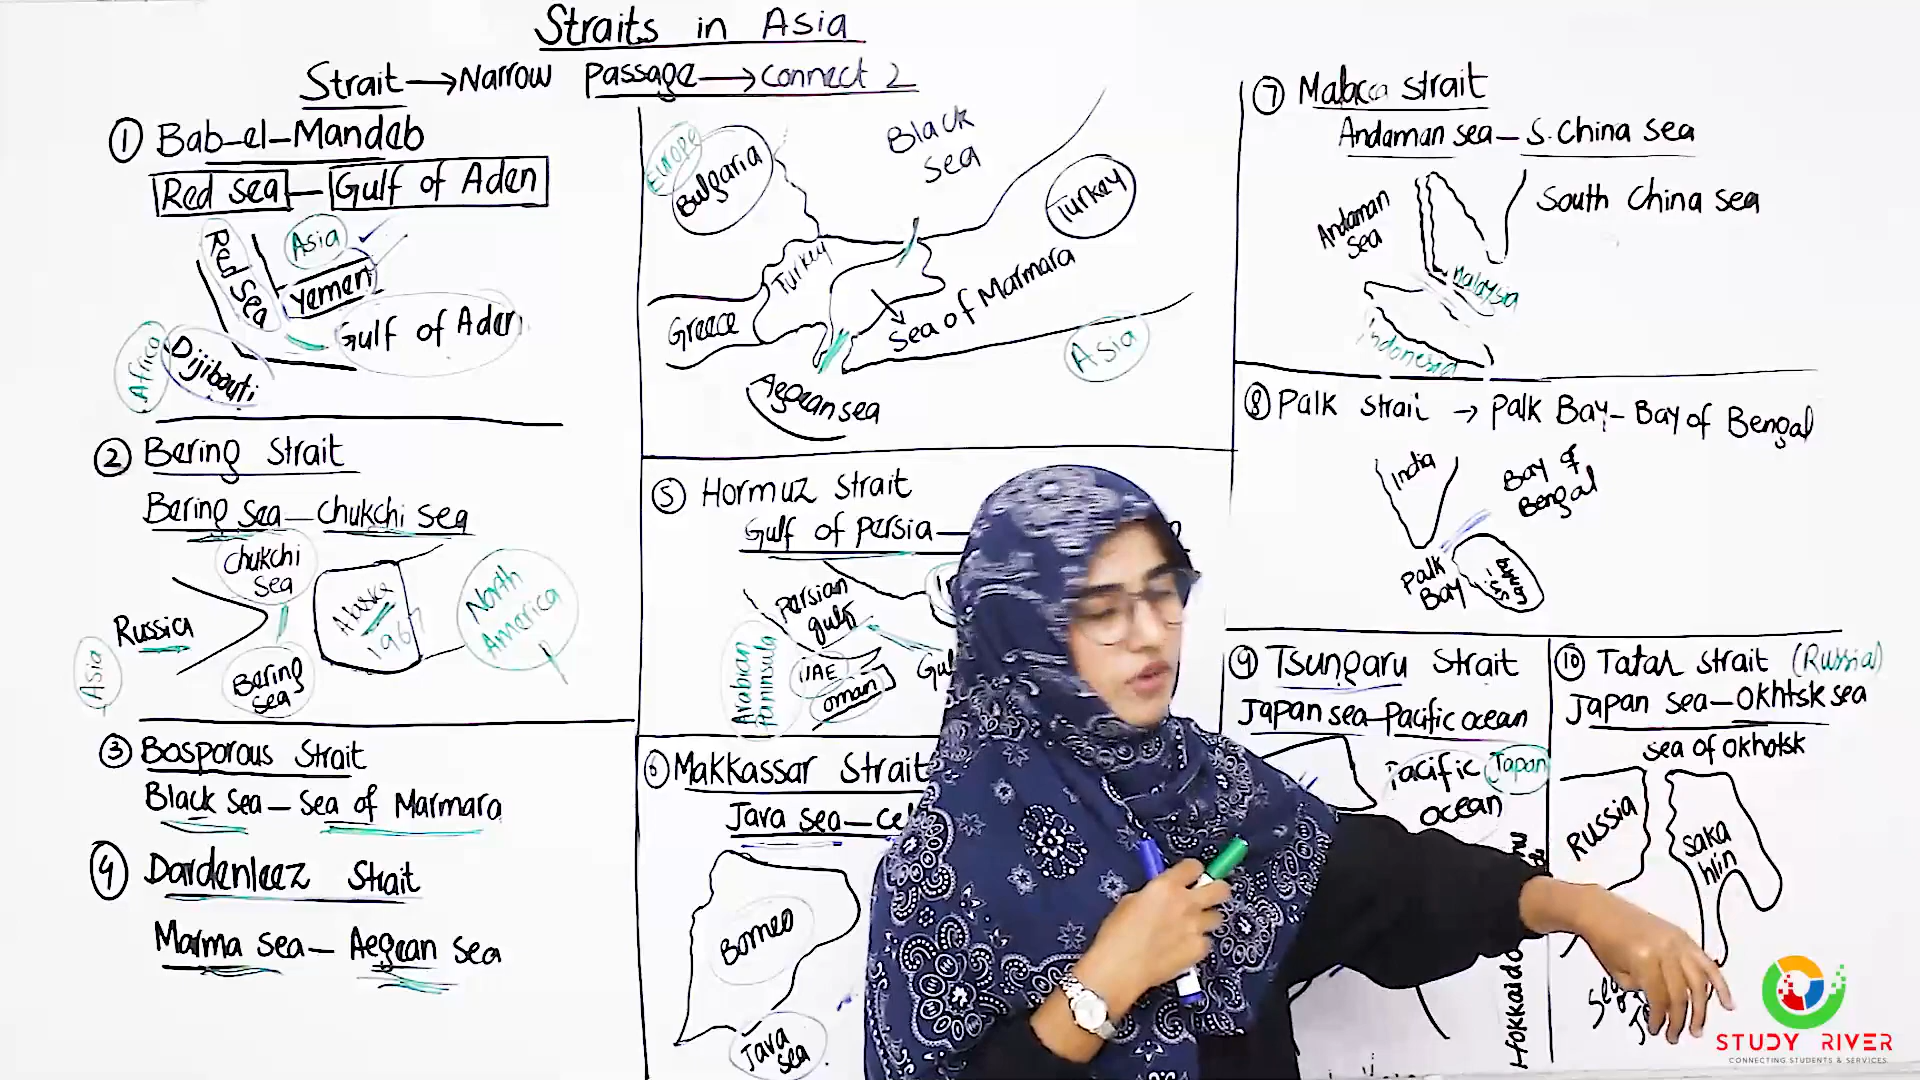 Straits in Asia
Strait → Narrow Passage → Connect 2
① Bab-el-Mandeb
Red sea — Gulf of Aden
Red Sea
Asia
Yemen
Gulf of Aden
Africa
Dijibouti
② Bering Strait
Bering sea — Chukchi sea
Chukchi
sea
Russica
Asia
Bering
sea
Alaska
North
America
③ Bosporous Strait
Black sea — sea of Marmara
④ Dardenleez Strait
Marma sea — Aegean sea
Europe
Bulgaria
Black
sea
Turkey
Turkey
Greece
Sea of Marmara
Asia
Aegean sea
⑤ Hormuz Strait
Gulf of Persia —
Persian
gulf
Arabian
UAE
oman
⑥ Makkassar Strait
Java sea —
Borneo
Java
sea
⑦ Malacca strait
Andaman sea — S. China sea
Andaman
sea
South China sea
Malaysia
Indonesia
⑧ Palk Strait → Palk Bay - Bay of Bengal
India
Bay of
Bengal
Palk
Bay
⑨ Tsungaru Strait
Japan sea — Pacific ocean
Pacific
ocean
Japan
Hokkaido
⑩ Tatar strait (Russia)
Japan sea — Okhtsk sea
sea of Okhotsk
Russia
saka
hlin
STUDY RIVER
CONNECTING STUDENTS & SERVICES